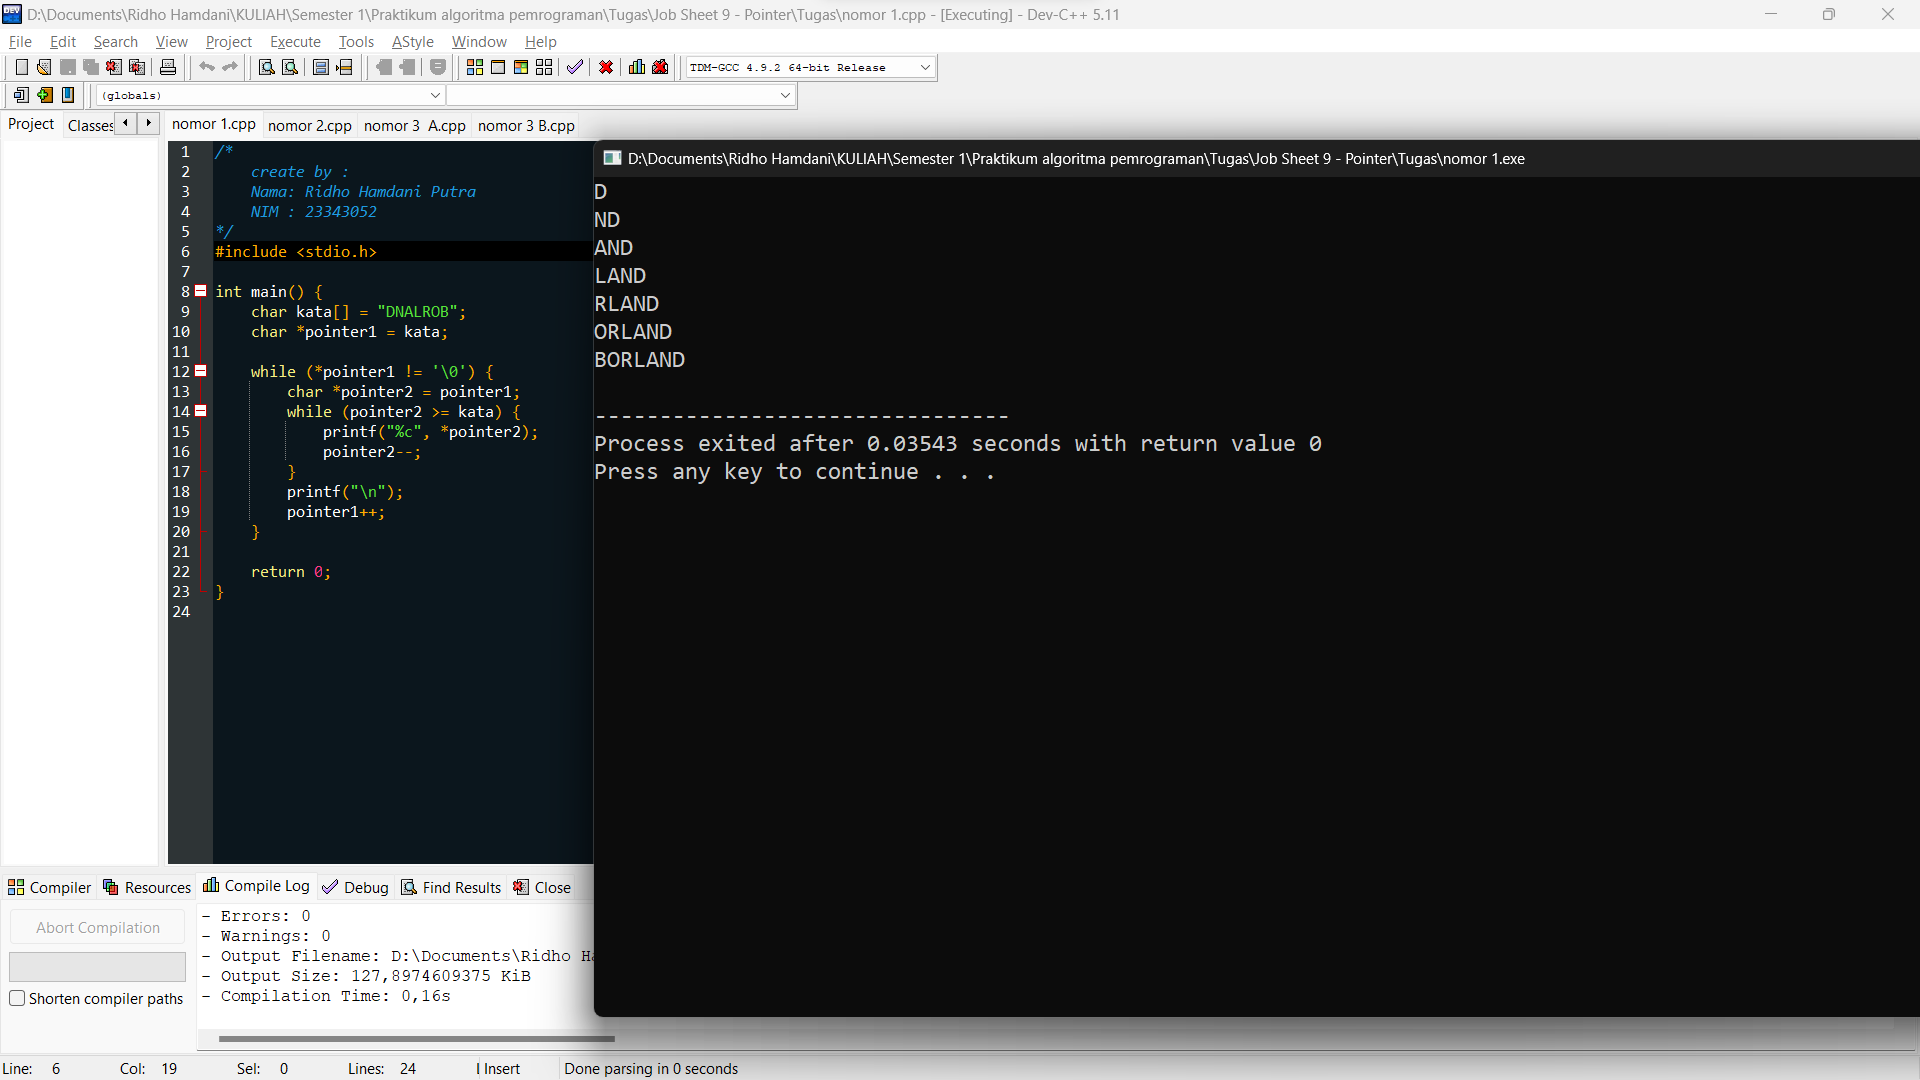 D:\Documents\Ridho Hamdani\KULIAH\Semester 1\Praktikum algoritma pemrograman\Tugas\Job Sheet 9 - Pointer\Tugas\nomor 1.cpp - [Executing] - Dev-C++ 5.11
File Edit Search View Project Execute Tools AStyle Window Help
TDM-GCC 4.9.2 64-bit Release
(globals)
Project Classes nomor 1.cpp nomor 2.cpp nomor 3 A.cpp nomor 3 B.cpp
1 /*
2 create by :
3 Nama: Ridho Hamdani Putra
4 NIM : 23343052
5 */
6 #include <stdio.h>
7
8 int main() {
9 char kata[] = "DNALROB";
10 char *pointer1 = kata;
11
12 while (*pointer1 != '\0') {
13 char *pointer2 = pointer1;
14 while (pointer2 >= kata) {
15 printf("%c", *pointer2);
16 pointer2--;
17 }
18 printf("\n");
19 pointer1++;
20 }
21
22 return 0;
23 }
24
D:\Documents\Ridho Hamdani\KULIAH\Semester 1\Praktikum algoritma pemrograman\Tugas\Job Sheet 9 - Pointer\Tugas\nomor 1.exe
D
ND
AND
LAND
RLAND
ORLAND
BORLAND
--------------------------------
Process exited after 0.03543 seconds with return value 0
Press any key to continue . . .
Compiler Resources Compile Log Debug Find Results Close
Abort Compilation
Shorten compiler paths
- Errors: 0
- Warnings: 0
- Output Filename: D:\Documents\Ridho
- Output Size: 127,8974609375 KiB
- Compilation Time: 0,16s
Line: 6 Col: 19 Sel: 0 Lines: 24 Insert Done parsing in 0 seconds